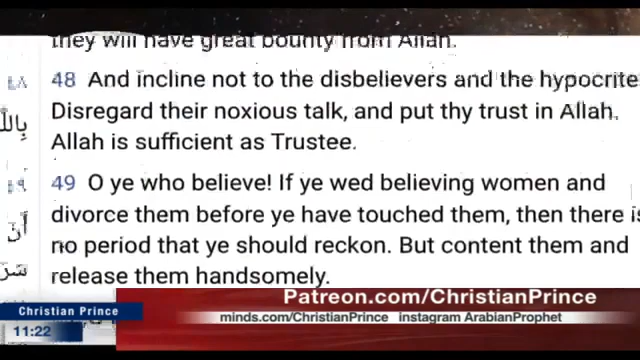 they will have great bounty from Allah.
48 And incline not to the disbelievers and the hypocrite
Disregard their noxious talk, and put thy trust in Allah.
Allah is sufficient as Trustee.
49 O ye who believe! If ye wed believing women and
divorce them before ye have touched them, then there is
no period that ye should reckon. But content them and
release them handsomely.
Patreon.com/ChristianPrince
Christian Prince
minds.com/ChristianPrince instagram ArabianProphet
11:22